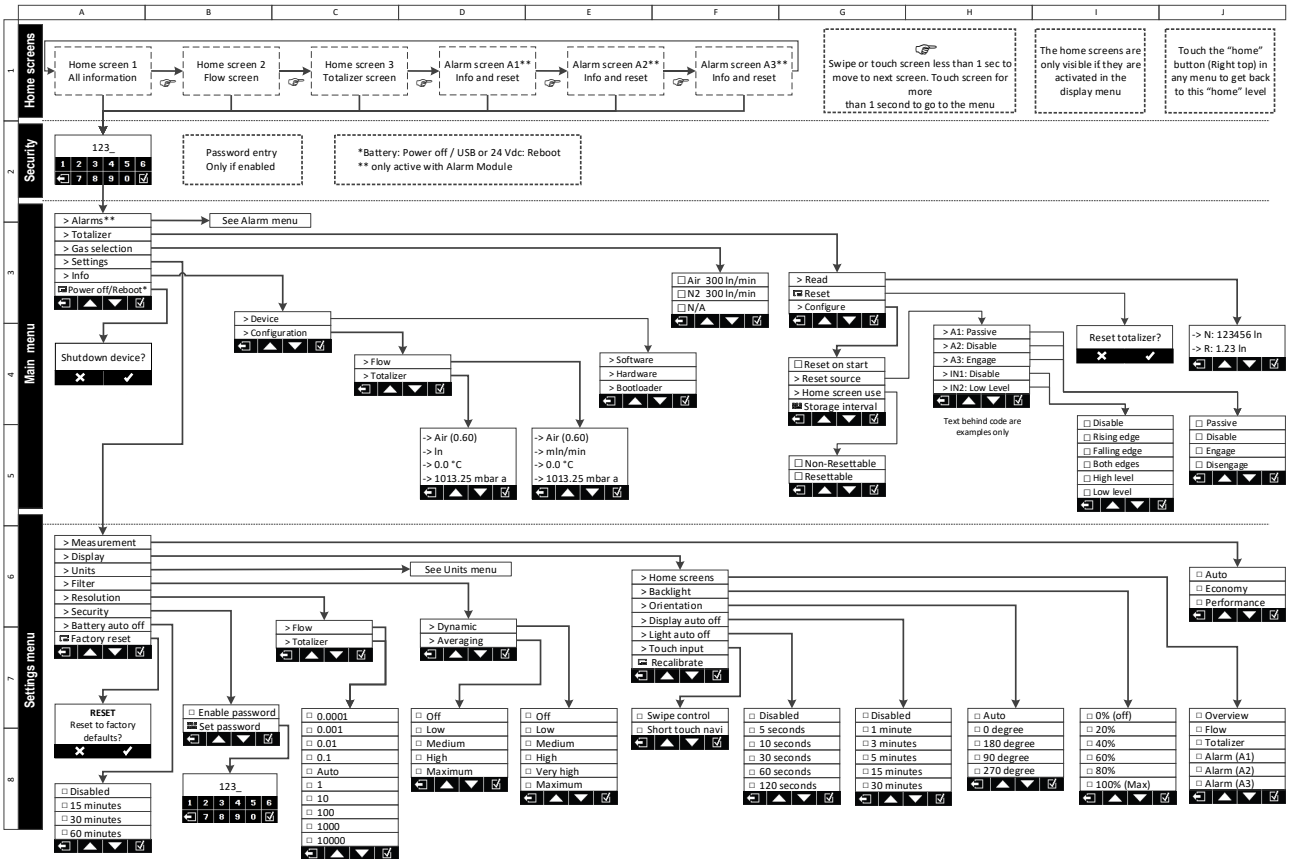 A B C D E F G H I J
Home screens
1
Home screen 1
All information
Home screen 2
Flow screen
Home screen 3
Totalizer screen
Alarm screen A1**
Info and reset
Alarm screen A2**
Info and reset
Alarm screen A3**
Info and reset
Swipe or touch screen less than 1 sec to
move to next screen. Touch screen for
more
than 1 second to go to the menu
The home screens are
only visible if they are
activated in the
display menu
Touch the “home”
button (Right top) in
any menu to get back
to this “home” level
Security
2
123_
1 2 3 4 5 6
7 8 9 0
Password entry
Only if enabled
*Battery: Power off / USB or 24 Vdc: Reboot
** only active with Alarm Module
Main menu
3
4
5
> Alarms**
> Totalizer
> Gas selection
> Settings
> Info
Power off/Reboot*
See Alarm menu
Shutdown device?
> Device
> Configuration
> Flow
> Totalizer
-> Air (0.60)
-> ln
-> 0.0 °C
-> 1013.25 mbar a
-> Air (0.60)
-> mln/min
-> 0.0 °C
-> 1013.25 mbar a
> Software
> Hardware
> Bootloader
Air 300 ln/min
N2 300 ln/min
N/A
> Read
Reset
> Configure
Reset on start
> Reset source
> Home screen use
Storage interval
Non-Resettable
Resettable
> A1: Passive
> A2: Disable
> A3: Engage
> IN1: Disable
> IN2: Low Level
Text behind code are
examples only
Reset totalizer?
-> N: 123456 ln
-> R: 1.23 ln
Disable
Rising edge
Falling edge
Both edges
High level
Low level
Passive
Disable
Engage
Disengage
Settings menu
6
7
8
> Measurement
> Display
> Units
> Filter
> Resolution
> Security
> Battery auto off
Factory reset
See Units menu
RESET
Reset to factory
defaults?
Disabled
15 minutes
30 minutes
60 minutes
Enable password
Set password
123_
1 2 3 4 5 6
7 8 9 0
> Flow
> Totalizer
0.0001
0.001
0.01
0.1
Auto
1
10
100
1000
10000
> Dynamic
> Averaging
Off
Low
Medium
High
Maximum
Off
Low
Medium
High
Very high
Maximum
> Home screens
> Backlight
> Orientation
> Display auto off
> Light auto off
> Touch input
Recalibrate
Swipe control
Short touch navi
Disabled
5 seconds
10 seconds
30 seconds
60 seconds
120 seconds
Disabled
1 minute
3 minutes
5 minutes
15 minutes
30 minutes
Auto
0 degree
180 degree
90 degree
270 degree
0% (off)
20%
40%
60%
80%
100% (Max)
Auto
Economy
Performance
Overview
Flow
Totalizer
Alarm (A1)
Alarm (A2)
Alarm (A3)